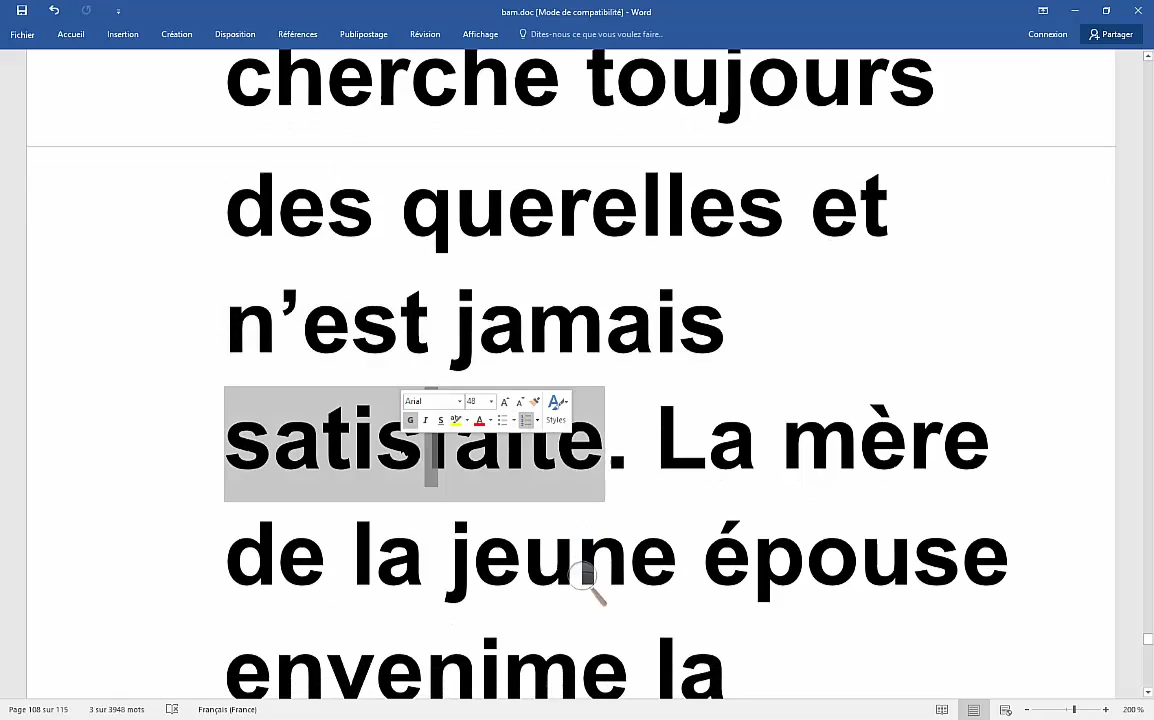 bam.doc [Mode de compatibilité] - Word
Fichier Accueil Insertion Création Disposition Références Publipostage Révision Affichage Dites-nous ce que vous voulez faire.. Connexion Partager
cherche toujours
des querelles et
n’est jamais
Arial 48
G I S ab A Styles
satisfaite. La mère
de la jeune épouse
envenime la
Page 108 sur 115 3 sur 3948 mots Français (France) 200 %